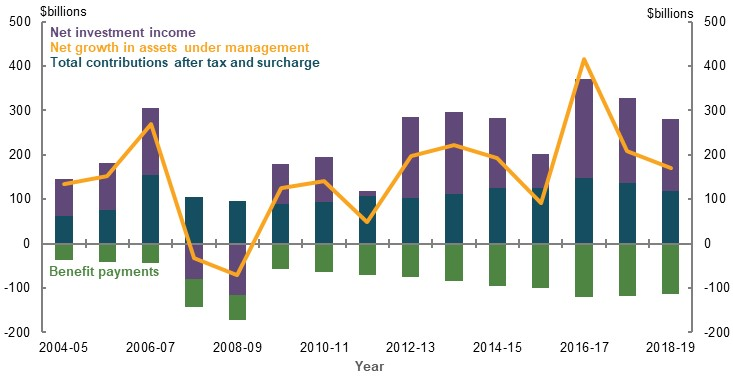 $billions
$billions
500
Net investment income
500
Net growth in assets under management
400
Total contributions after tax and surcharge
400
300
300
200
200
100
100
0
0
Benefit payments
-100
-100
-200
-200
2004-05 2006-07 2008-09 2010-11 2012-13 2014-15 2016-17 2018-19
Year